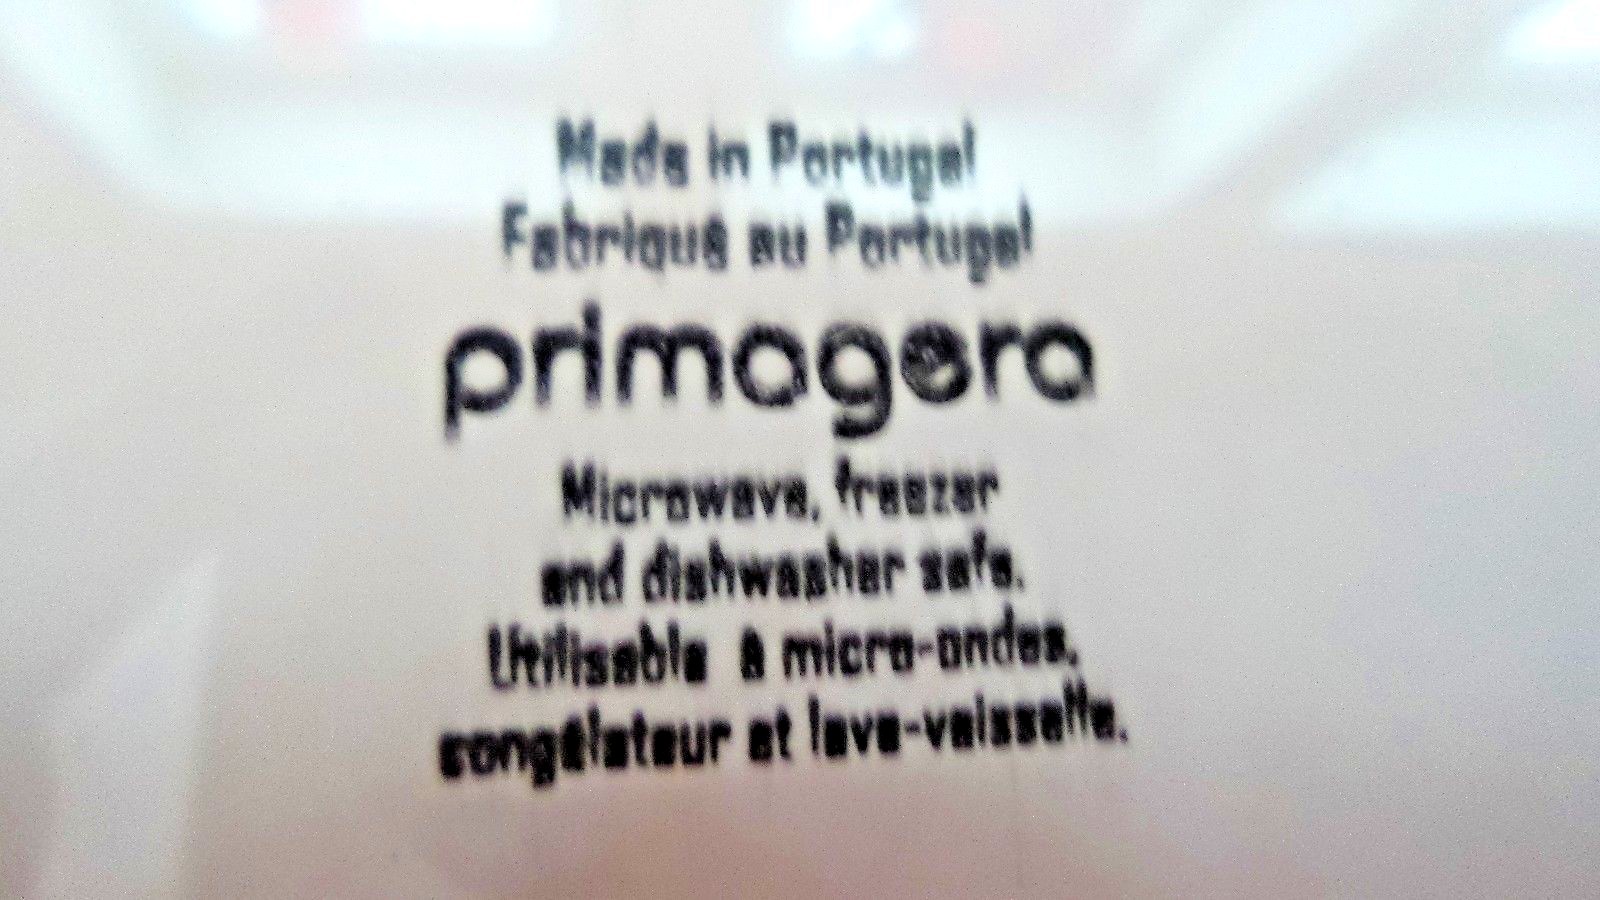 Made in Portugal
Fabriqué au Portugal
primagera
Microwave, freezer
and dishwasher safe.
Utilisable à micro-ondes,
congélateur et lave-vaisselle.